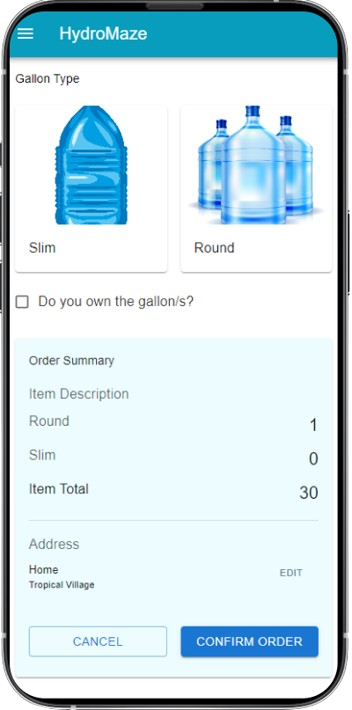 HydroMaze
Gallon Type
Slim
Round
Do you own the gallon/s?
Order Summary
Item Description
Round 1
Slim 0
Item Total 30
Address
Home
Tropical Village
EDIT
CANCEL
CONFIRM ORDER